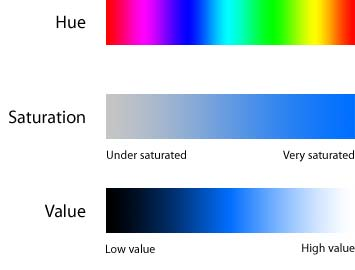 Hue
Saturation
Under saturated
Very saturated
Value
Low value
High value